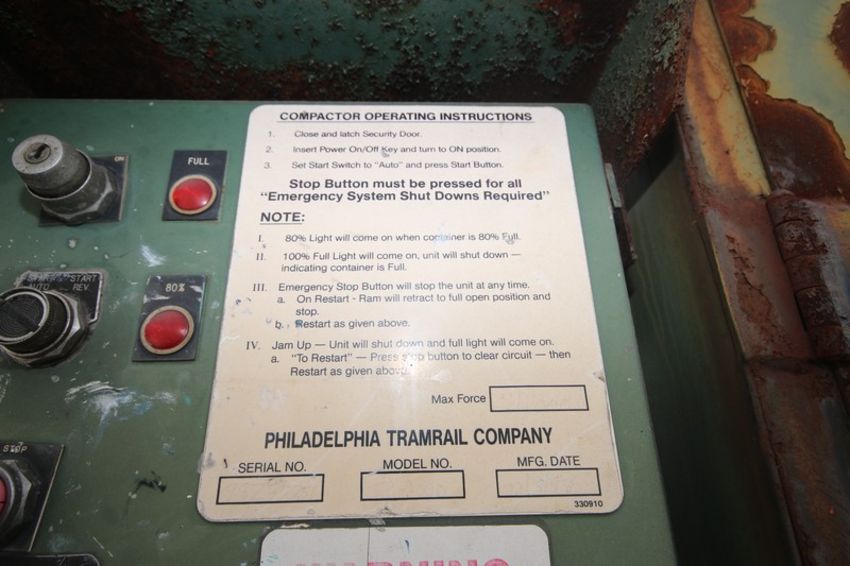 COMPACTOR OPERATING INSTRUCTIONS
1. Close and latch Security Door.
2. Insert Power On/Off Key and turn to ON position.
3. Set Start Switch to "Auto" and press Start Button.
Stop Button must be pressed for all
"Emergency System Shut Downs Required"
NOTE:
I. 80% Light will come on when container is 80% Full.
II. 100% Full Light will come on, unit will shut down —
indicating container is Full.
III. Emergency Stop Button will stop the unit at any time.
a. On Restart - Ram will retract to full open position and
stop.
b. Restart as given above.
IV. Jam Up — Unit will shut down and full light will come on.
a. "To Restart" — Press stop button to clear circuit — then
Restart as given above.
Max Force
PHILADELPHIA TRAMRAIL COMPANY
SERIAL NO. MODEL NO. MFG. DATE
330910
ON
FULL
START
AUTO REV.
80%
STOP
WARNING